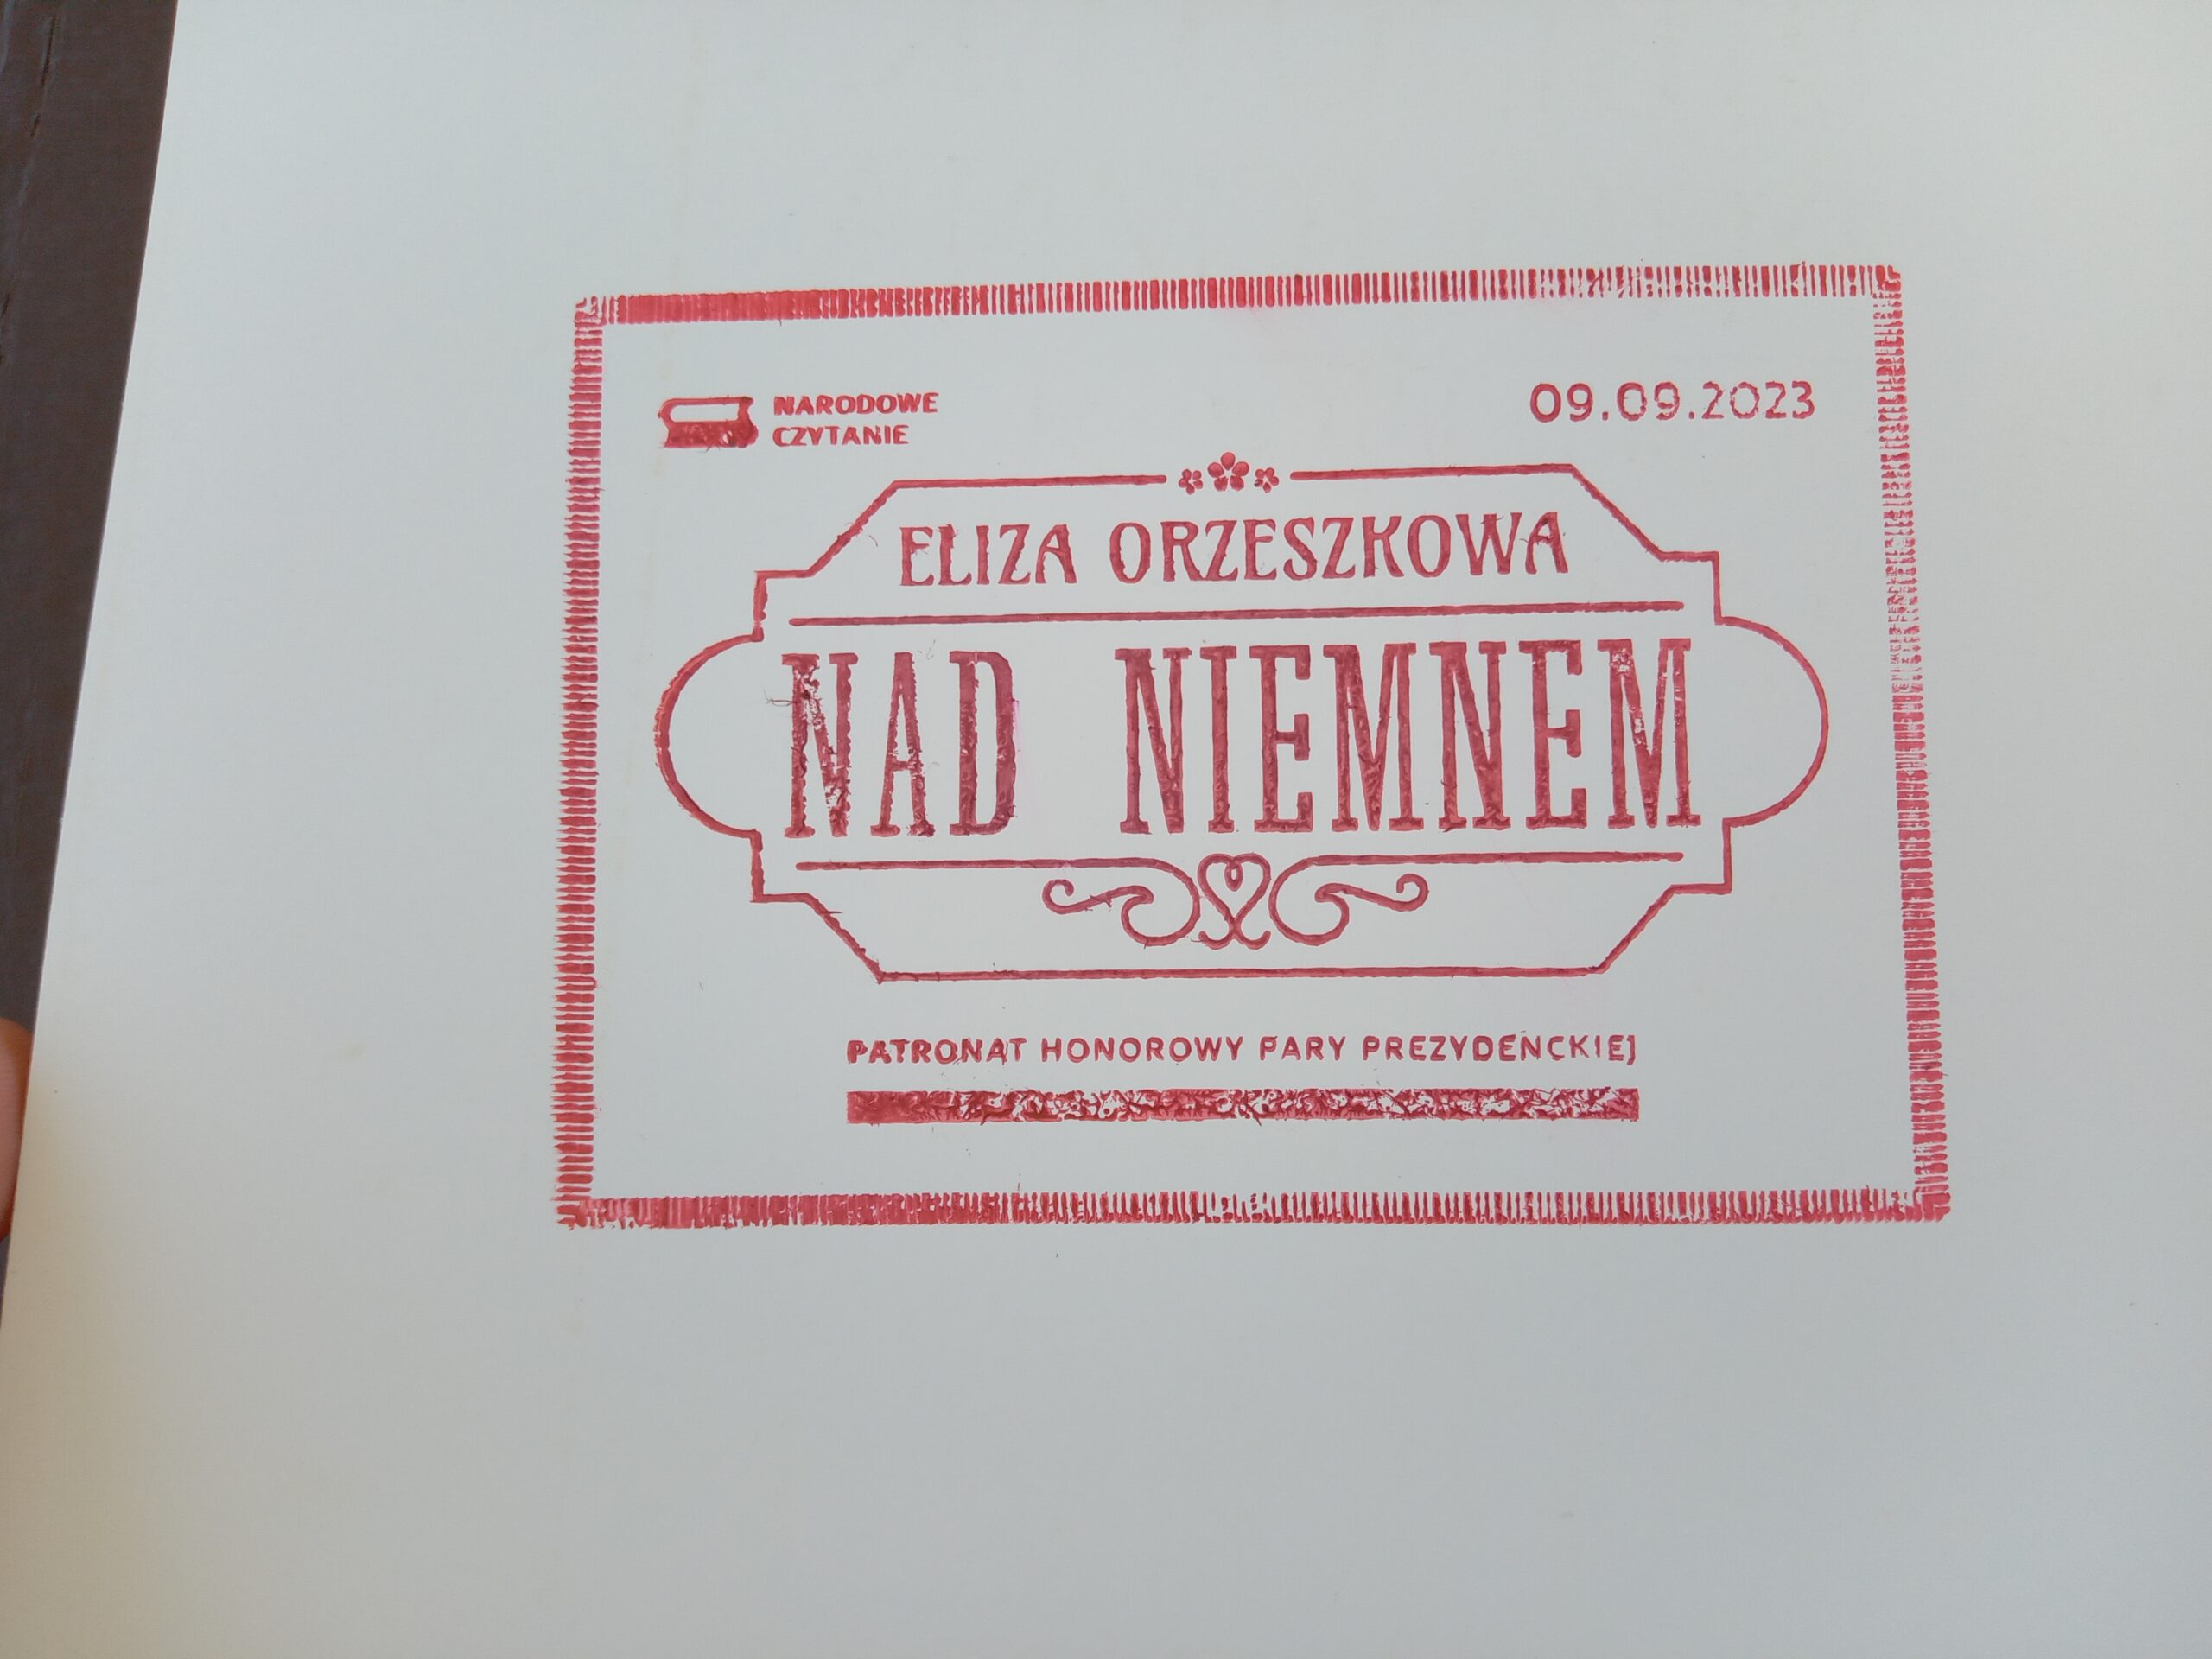 NARODOWE
CZYTANIE
09.09.2023
ELIZA ORZESZKOWA
NAD NIEMNEM
PATRONAT HONOROWY PARY PREZYDENCKIEJ